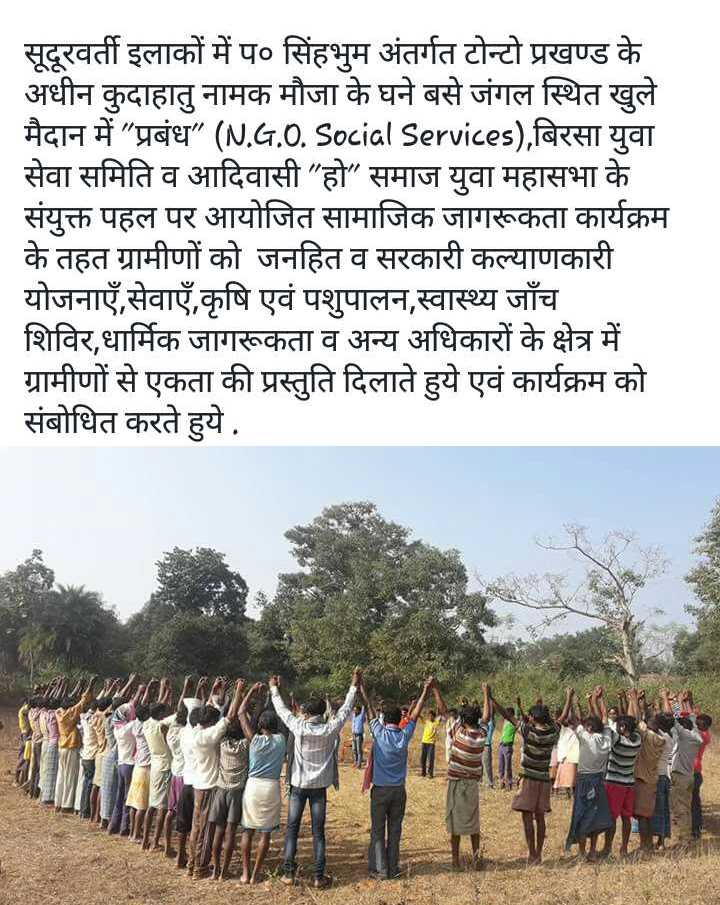 सूदूरवर्ती इलाकों में प० सिंहभुम अंतर्गत टोन्टो प्रखण्ड के
अधीन कुदाहातु नामक मौजा के घने बसे जंगल स्थित खुले
मैदान में "प्रबंध" (N.G.O. Social Services),बिरसा युवा
सेवा समिति व आदिवासी "हो" समाज युवा महासभा के
संयुक्त पहल पर आयोजित सामाजिक जागरूकता कार्यक्रम
के तहत ग्रामीणों को जनहित व सरकारी कल्याणकारी
योजनाएँ,सेवाएँ,कृषि एवं पशुपालन,स्वास्थ्य जाँच
शिविर,धार्मिक जागरूकता व अन्य अधिकारों के क्षेत्र में
ग्रामीणों से एकता की प्रस्तुति दिलाते हुये एवं कार्यक्रम को
संबोधित करते हुये .